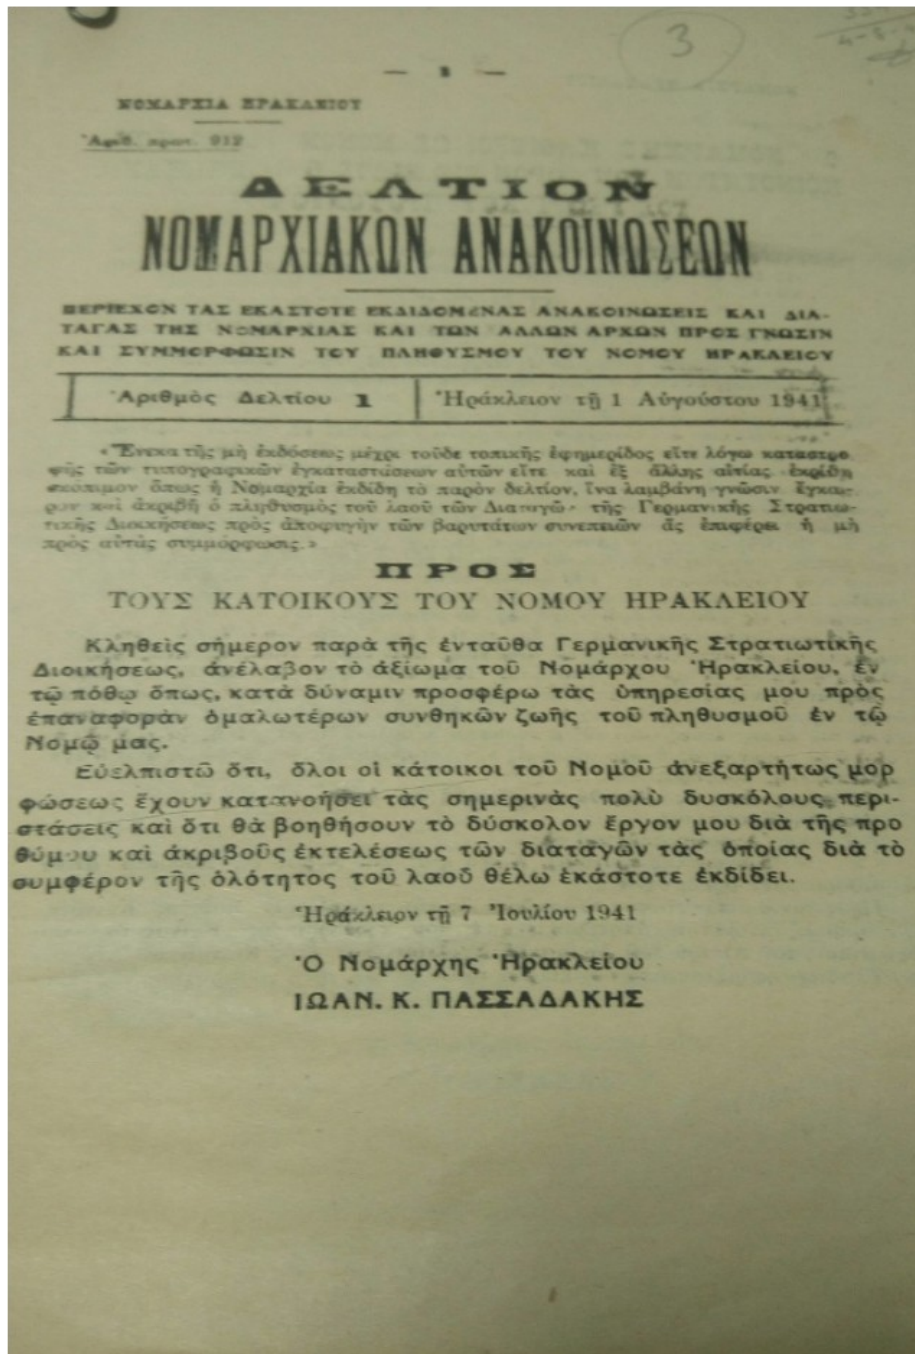 3
ΝΟΜΑΡΧΙΑ ΗΡΑΚΛΕΙΟΥ
Ἀριθ. πρωτ. 912
ΔΕΛΤΙΟΝ
ΝΟΜΑΡΧΙΑΚΩΝ ΑΝΑΚΟΙΝΩΣΕΩΝ
ΠΕΡΙΕΧΟΝ ΤΑΣ ΕΚΑΣΤΟΤΕ ΕΚΔΙΔΟΜΕΝΑΣ ΑΝΑΚΟΙΝΩΣΕΙΣ ΚΑΙ ΔΙΑ-
ΤΑΓΑΣ ΤΗΣ ΝΟΜΑΡΧΙΑΣ ΚΑΙ ΤΩΝ ΑΛΛΩΝ ΑΡΧΩΝ ΠΡΟΣ ΓΝΩΣΙΝ
ΚΑΙ ΣΥΜΜΟΡΦΩΣΙΝ ΤΟΥ ΠΛΗΘΥΣΜΟΥ ΤΟΥ ΝΟΜΟΥ ΗΡΑΚΛΕΙΟΥ
Ἀριθμὸς Δελτίου 1 Ἡράκλειον τῇ 1 Αὐγούστου 1941
«Ἕνεκα τῆς μὴ ἐκδόσεως μέχρι τοῦδε τοπικῆς ἐφημερίδος εἴτε λόγω καταστρο
φῆς τῶν τυπογραφικῶν ἐγκαταστάσεων αὐτῶν εἴτε καὶ ἐξ ἄλλης αἰτίας ἐκρίθη
σκόπιμον ὅπως ἡ Νομαρχία ἐκδίδη τὸ παρὸν δελτίον, ἵνα λαμβάνη γνῶσιν ἔγκαι-
ρον καὶ ἀκριβῆ ὁ πληθυσμὸς τοῦ λαοῦ τῶν Διαταγῶν τῆς Γερμανικῆς Στρατιω-
τικῆς Διοικήσεως πρὸς ἀποφυγὴν τῶν βαρυτάτων συνεπειῶν ἃς ἐπιφέρει ἡ μὴ
πρὸς αὐτὰς συμμόρφωσις.»
ΠΡΟΣ
ΤΟΥΣ ΚΑΤΟΙΚΟΥΣ ΤΟΥ ΝΟΜΟΥ ΗΡΑΚΛΕΙΟΥ
Κληθεὶς σήμερον παρὰ τῆς ἐνταῦθα Γερμανικῆς Στρατιωτικῆς
Διοικήσεως, ἀνέλαβον τὸ ἀξίωμα τοῦ Νομάρχου Ἡρακλείου, ἐν
τῷ πόθῳ ὅπως, κατὰ δύναμιν προσφέρω τὰς ὑπηρεσίας μου πρὸς
ἐπαναφορὰν ὁμαλωτέρων συνθηκῶν ζωῆς τοῦ πληθυσμοῦ ἐν τῷ
Νομῷ μας.
Εὐελπιστῶ ὅτι, ὅλοι οἱ κάτοικοι τοῦ Νομοῦ ἀνεξαρτήτως μορ
φώσεως ἔχουν κατανοήσει τὰς σημερινὰς πολὺ δυσκόλους περι-
στάσεις καὶ ὅτι θὰ βοηθήσουν τὸ δύσκολον ἔργον μου διὰ τῆς προ
θύμου καὶ ἀκριβοῦς ἐκτελέσεως τῶν διαταγῶν τὰς ὁποίας διὰ τὸ
συμφέρον τῆς ὁλότητος τοῦ λαοῦ θέλω ἑκάστοτε ἐκδίδει.
Ἡράκλειον τῇ 7 Ἰουλίου 1941
Ὁ Νομάρχης Ἡρακλείου
ΙΩΑΝ. Κ. ΠΑΣΣΑΔΑΚΗΣ